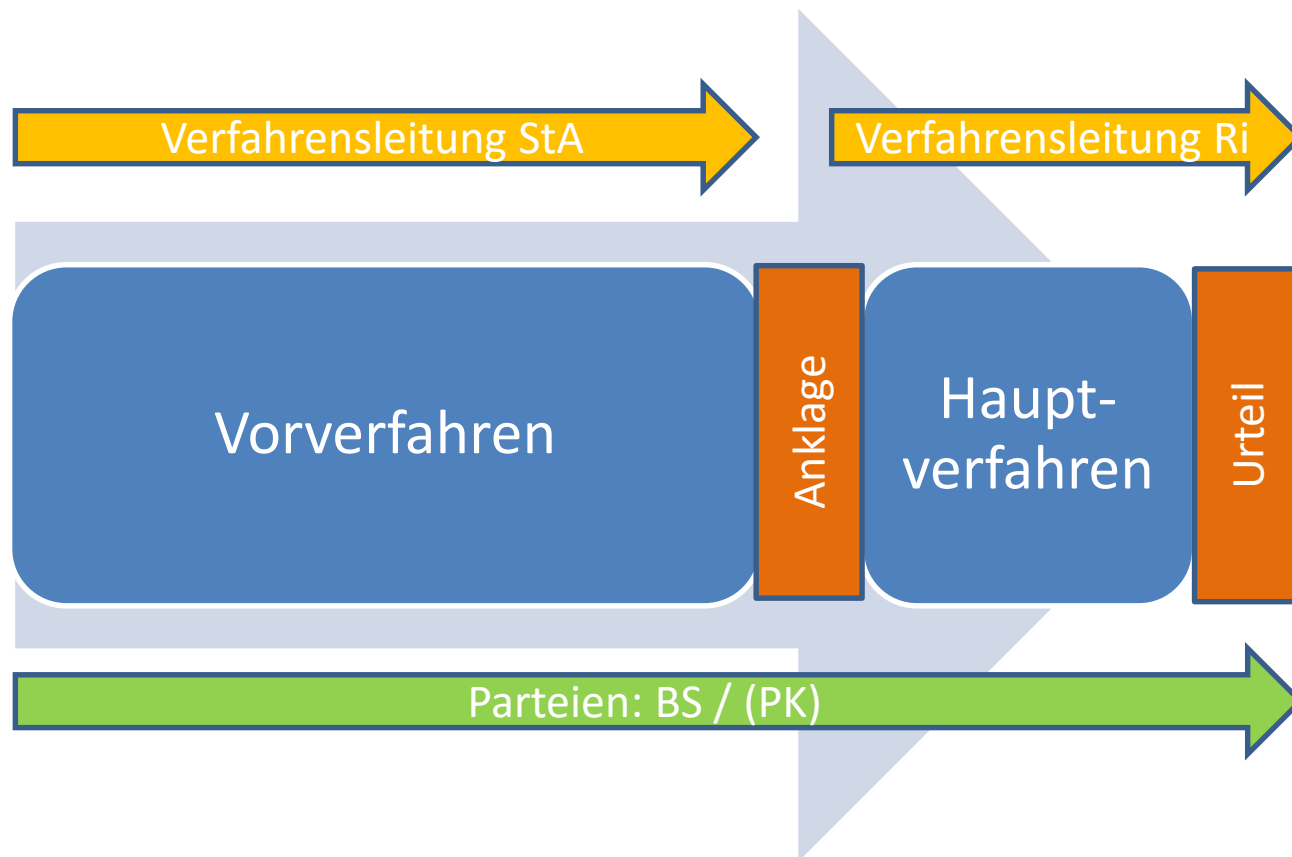 Verfahrensleitung StA
Verfahrensleitung Ri
Vorverfahren
Anklage
Haupt-
verfahren
Urteil
Parteien: BS / (PK)